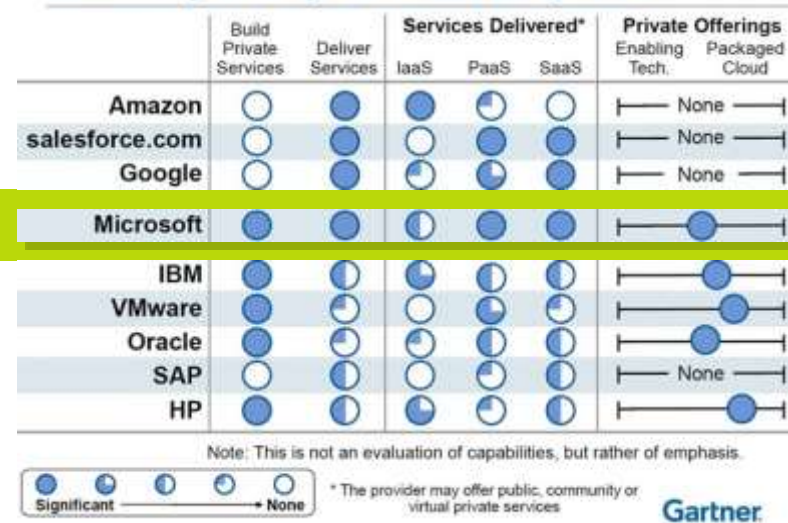 Build Private Services
Deliver Services
Services Delivered*
IaaS
PaaS
SaaS
Private Offerings
Enabling Tech.
Packaged Cloud
Amazon
None
salesforce.com
None
Google
None
Microsoft
IBM
VMware
Oracle
SAP
None
HP
Note: This is not an evaluation of capabilities, but rather of emphasis.
Significant
None
* The provider may offer public, community or
virtual private services
Gartner